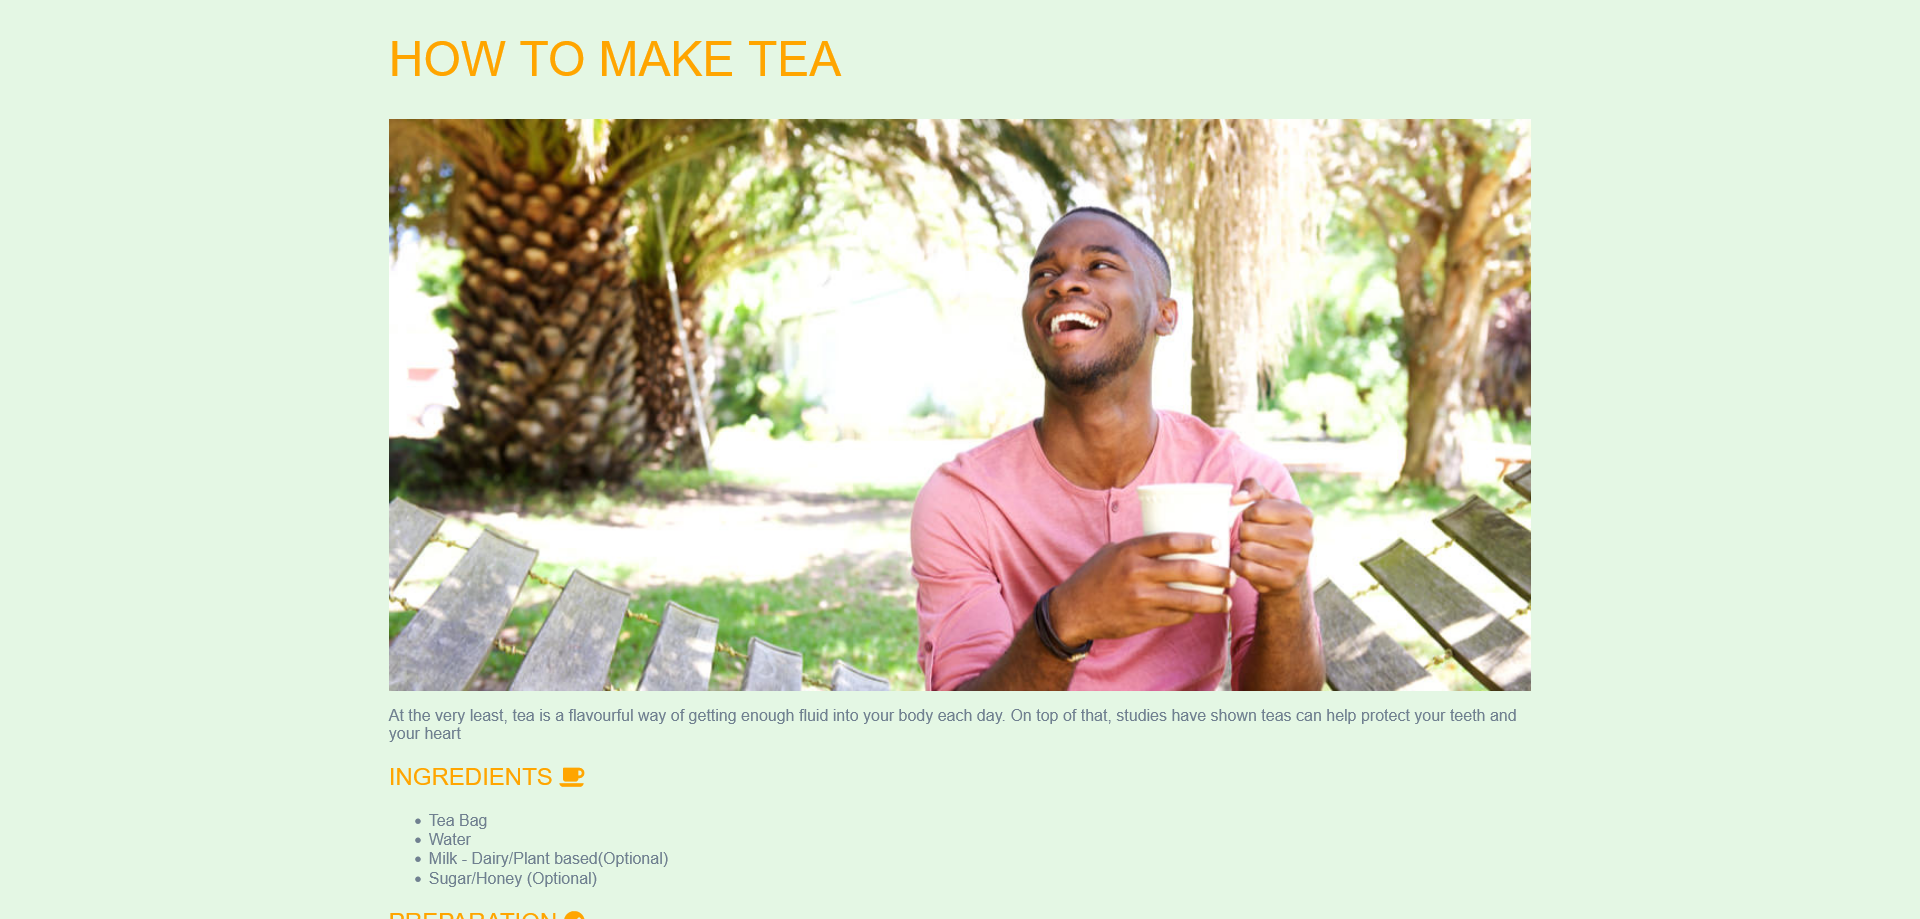 HOW TO MAKE TEA
At the very least, tea is a flavourful way of getting enough fluid into your body each day. On top of that, studies have shown teas can help protect your teeth and
your heart
INGREDIENTS
Tea Bag
Water
Milk - Dairy/Plant based(Optional)
Sugar/Honey (Optional)
PREPARATION